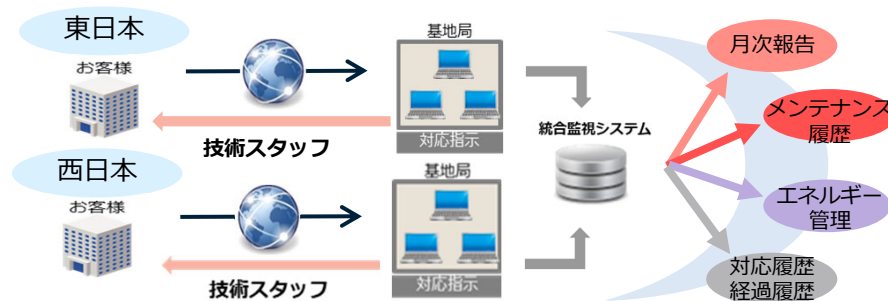 東日本
お客様
技術スタッフ
基地局
対応指示
西日本
お客様
技術スタッフ
基地局
対応指示
統合監視システム
月次報告
メンテナンス
履歴
エネルギー
管理
対応履歴
経過履歴